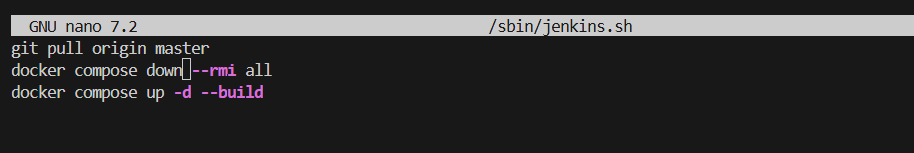 GNU nano 7.2 /sbin/jenkins.sh
git pull origin master
docker compose down --rmi all
docker compose up -d --build